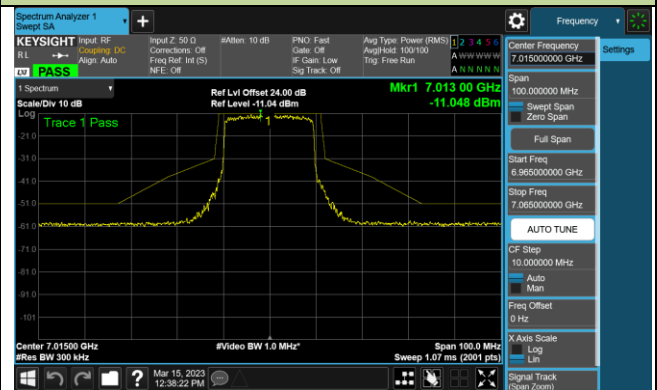 Spectrum Analyzer 1
Swept SA
Frequency
KEYSIGHT
RL
PASS
Input: RF
Coupling: DC
Align: Auto
Input Z: 50 Ω
Corrections: Off
Freq Ref: Int (S)
NFE: Off
#Atten: 10 dB
PNO: Fast
Gate: Off
IF Gain: Low
Sig Track: Off
Avg Type: Power (RMS)
Avg|Hold: 100/100
Trig: Free Run
1 2 3 4 5 6
A W W W W W
A N N N N N
1 Spectrum
Scale/Div 10 dB
Ref Lvl Offset 24.00 dB
Ref Level -11.04 dBm
Mkr1 7.013 00 GHz
-11.048 dBm
Log
Trace 1 Pass
1
-21.0
-31.0
-41.0
-51.0
-61.0
-71.0
-81.0
-91.0
-101
Center 7.01500 GHz
#Res BW 300 kHz
#Video BW 1.0 MHz*
Span 100.0 MHz
Sweep 1.07 ms (2001 pts)
Center Frequency
7.015000000 GHz
Settings
Span
100.000000 MHz
Swept Span
Zero Span
Full Span
Start Freq
6.965000000 GHz
Stop Freq
7.065000000 GHz
AUTO TUNE
CF Step
10.000000 MHz
Auto
Man
Freq Offset
0 Hz
X Axis Scale
Log
Lin
Signal Track
(Span Zoom)
Mar 15, 2023
12:38:22 PM